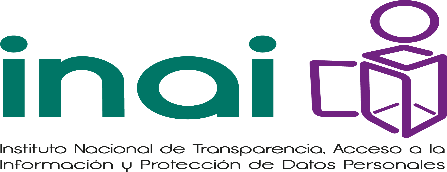 inai
Instituto Nacional de Transparencia, Acceso a la
Información y Protección de Datos Personales